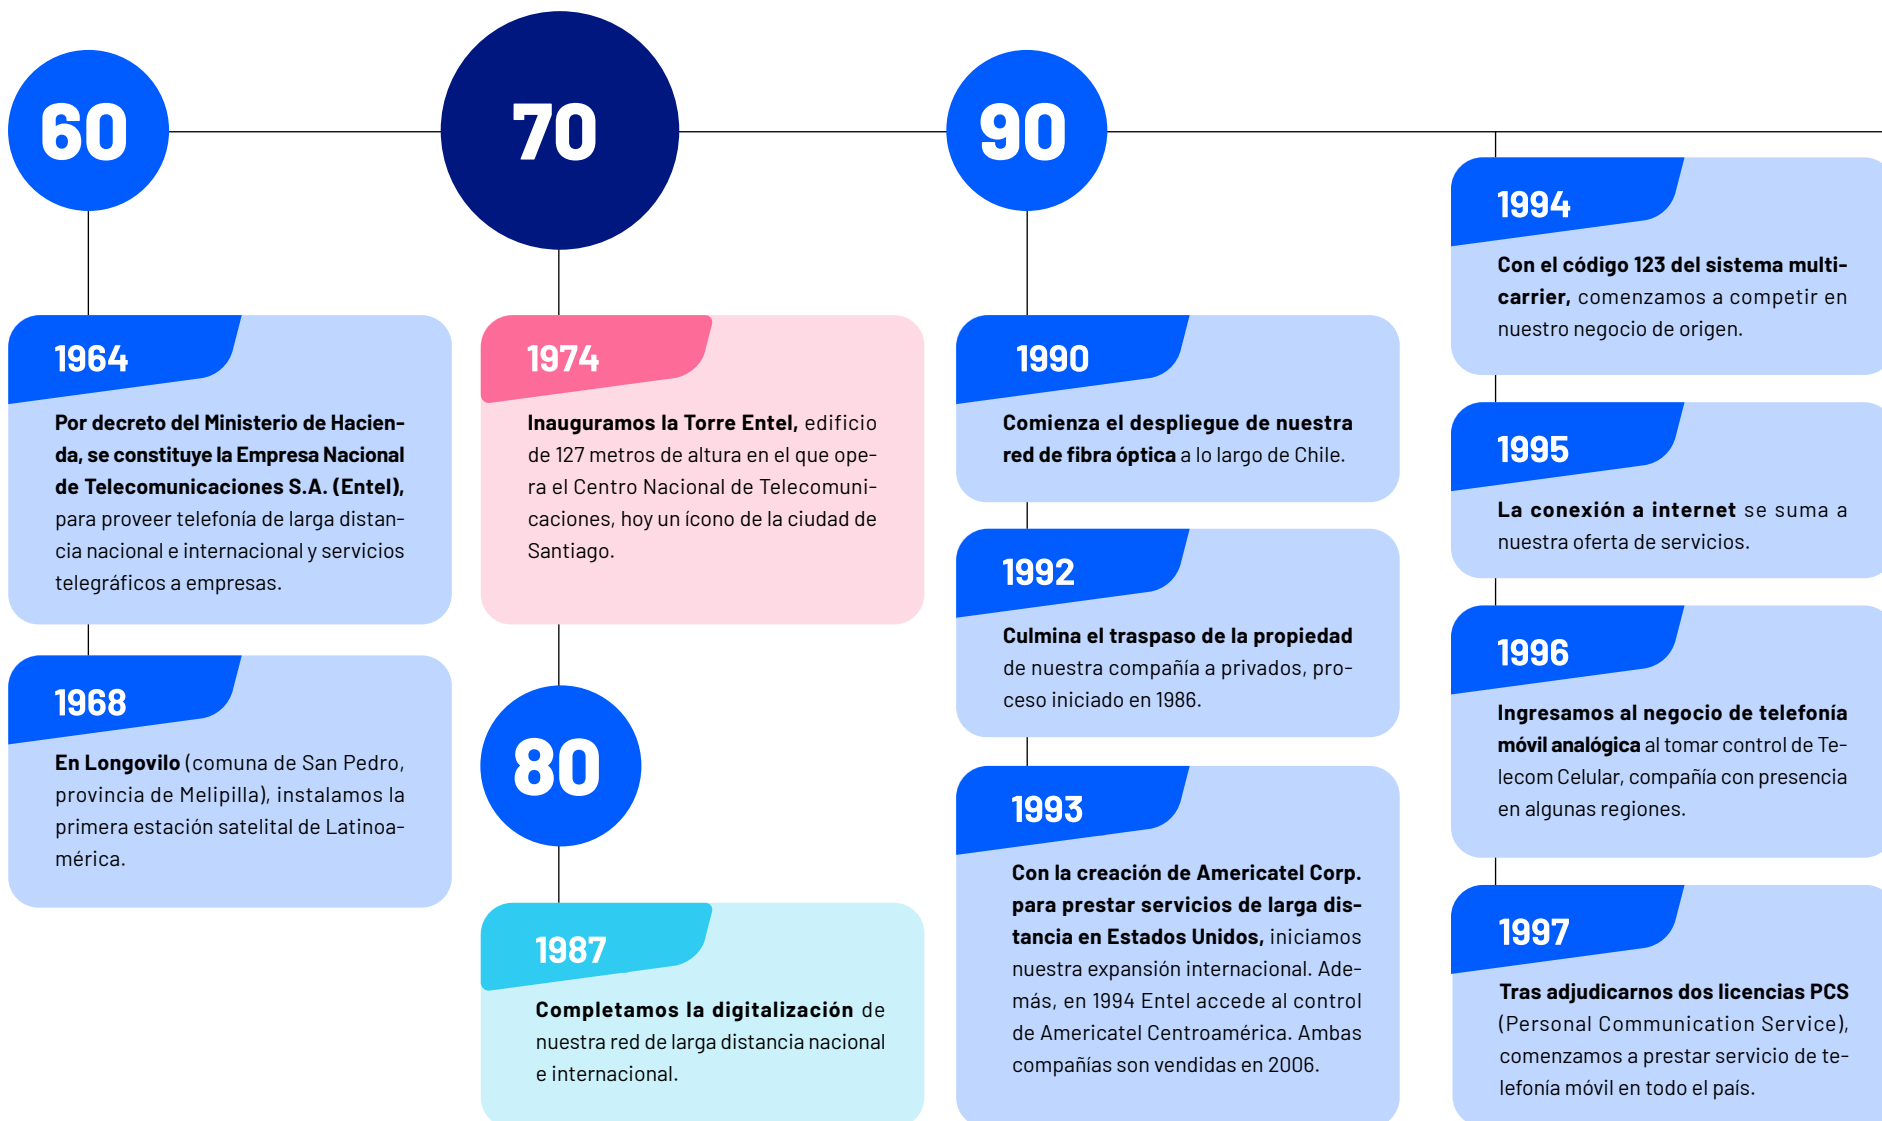 60
1964
Por decreto del Ministerio de Hacien-
da, se constituye la Empresa Nacional
de Telecomunicaciones S.A. (Entel),
para proveer telefonía de larga distan-
cia nacional e internacional y servicios
telegráficos a empresas.
1968
En Longovilo (comuna de San Pedro,
provincia de Melipilla), instalamos la
primera estación satelital de Latinoa-
mérica.
70
1974
Inauguramos la Torre Entel, edificio
de 127 metros de altura en el que ope-
ra el Centro Nacional de Telecomuni-
caciones, hoy un ícono de la ciudad de
Santiago.
80
1987
Completamos la digitalización de
nuestra red de larga distancia nacional
e internacional.
90
1990
Comienza el despliegue de nuestra
red de fibra óptica a lo largo de Chile.
1992
Culmina el traspaso de la propiedad
de nuestra compañía a privados, pro-
ceso iniciado en 1986.
1993
Con la creación de Americatel Corp.
para prestar servicios de larga dis-
tancia en Estados Unidos, iniciamos
nuestra expansión internacional. Ade-
más, en 1994 Entel accede al control
de Americatel Centroamérica. Ambas
compañías son vendidas en 2006.
1994
Con el código 123 del sistema multi-
carrier, comenzamos a competir en
nuestro negocio de origen.
1995
La conexión a internet se suma a
nuestra oferta de servicios.
1996
Ingresamos al negocio de telefonía
móvil analógica al tomar control de Te-
lecom Celular, compañía con presencia
en algunas regiones.
1997
Tras adjudicarnos dos licencias PCS
(Personal Communication Service),
comenzamos a prestar servicio de te-
lefonía móvil en todo el país.